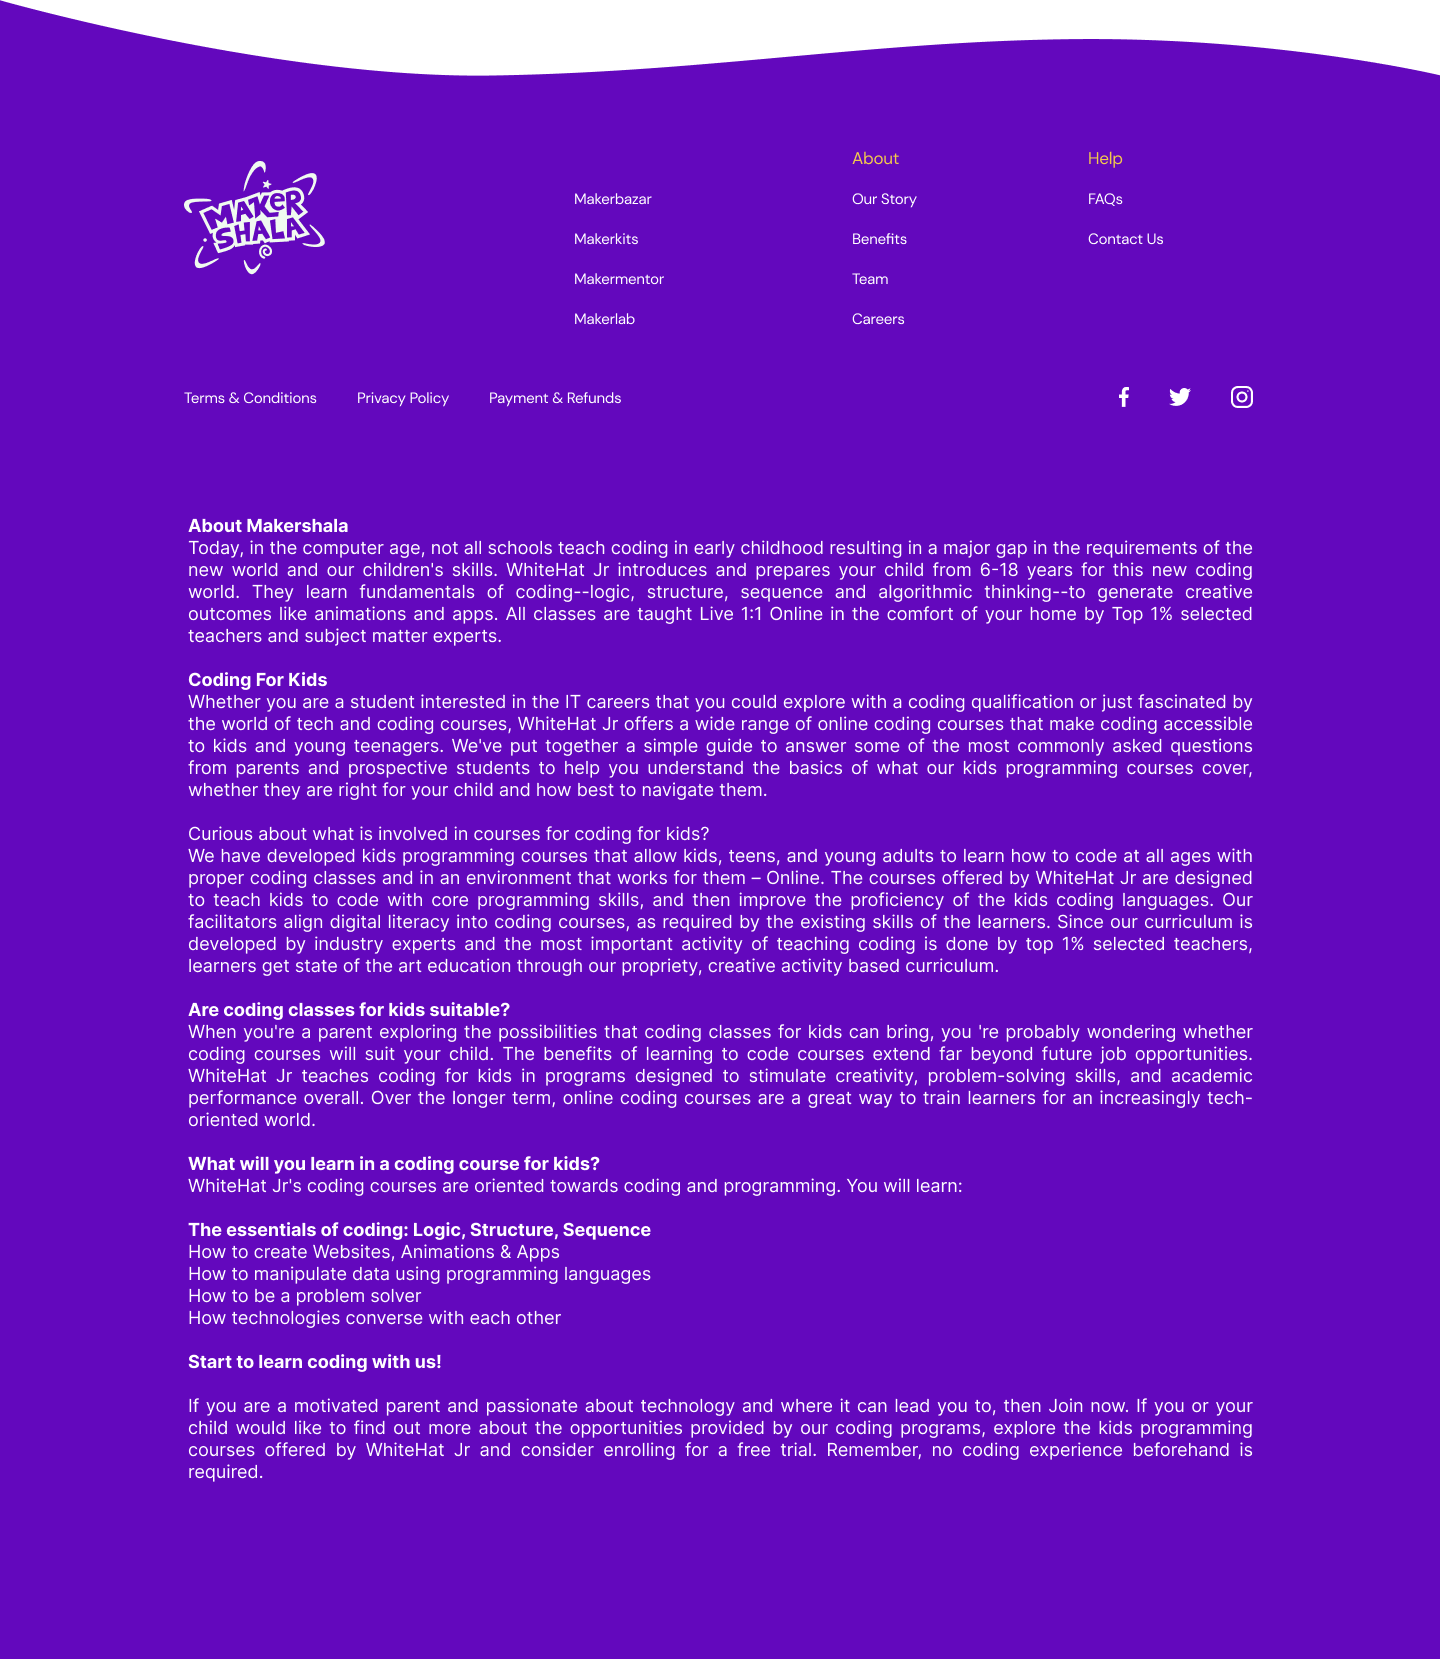 MAKER
SHALA
Makerbazar
Makerkits
Makermentor
Makerlab
About
Our Story
Benefits
Team
Careers
Help
FAQs
Contact Us
Terms & Conditions
Privacy Policy
Payment & Refunds
About Makershala
Today, in the computer age, not all schools teach coding in early childhood resulting in a major gap in the requirements of the
new world and our children's skills. WhiteHat Jr introduces and prepares your child from 6-18 years for this new coding
world. They learn fundamentals of coding--logic, structure, sequence and algorithmic thinking--to generate creative
outcomes like animations and apps. All classes are taught Live 1:1 Online in the comfort of your home by Top 1% selected
teachers and subject matter experts.
Coding For Kids
Whether you are a student interested in the IT careers that you could explore with a coding qualification or just fascinated by
the world of tech and coding courses, WhiteHat Jr offers a wide range of online coding courses that make coding accessible
to kids and young teenagers. We've put together a simple guide to answer some of the most commonly asked questions
from parents and prospective students to help you understand the basics of what our kids programming courses cover,
whether they are right for your child and how best to navigate them.
Curious about what is involved in courses for coding for kids?
We have developed kids programming courses that allow kids, teens, and young adults to learn how to code at all ages with
proper coding classes and in an environment that works for them – Online. The courses offered by WhiteHat Jr are designed
to teach kids to code with core programming skills, and then improve the proficiency of the kids coding languages. Our
facilitators align digital literacy into coding courses, as required by the existing skills of the learners. Since our curriculum is
developed by industry experts and the most important activity of teaching coding is done by top 1% selected teachers,
learners get state of the art education through our propriety, creative activity based curriculum.
Are coding classes for kids suitable?
When you're a parent exploring the possibilities that coding classes for kids can bring, you 're probably wondering whether
coding courses will suit your child. The benefits of learning to code courses extend far beyond future job opportunities.
WhiteHat Jr teaches coding for kids in programs designed to stimulate creativity, problem-solving skills, and academic
performance overall. Over the longer term, online coding courses are a great way to train learners for an increasingly tech-
oriented world.
What will you learn in a coding course for kids?
WhiteHat Jr's coding courses are oriented towards coding and programming. You will learn:
The essentials of coding: Logic, Structure, Sequence
How to create Websites, Animations & Apps
How to manipulate data using programming languages
How to be a problem solver
How technologies converse with each other
Start to learn coding with us!
If you are a motivated parent and passionate about technology and where it can lead you to, then Join now. If you or your
child would like to find out more about the opportunities provided by our coding programs, explore the kids programming
courses offered by WhiteHat Jr and consider enrolling for a free trial. Remember, no coding experience beforehand is
required.